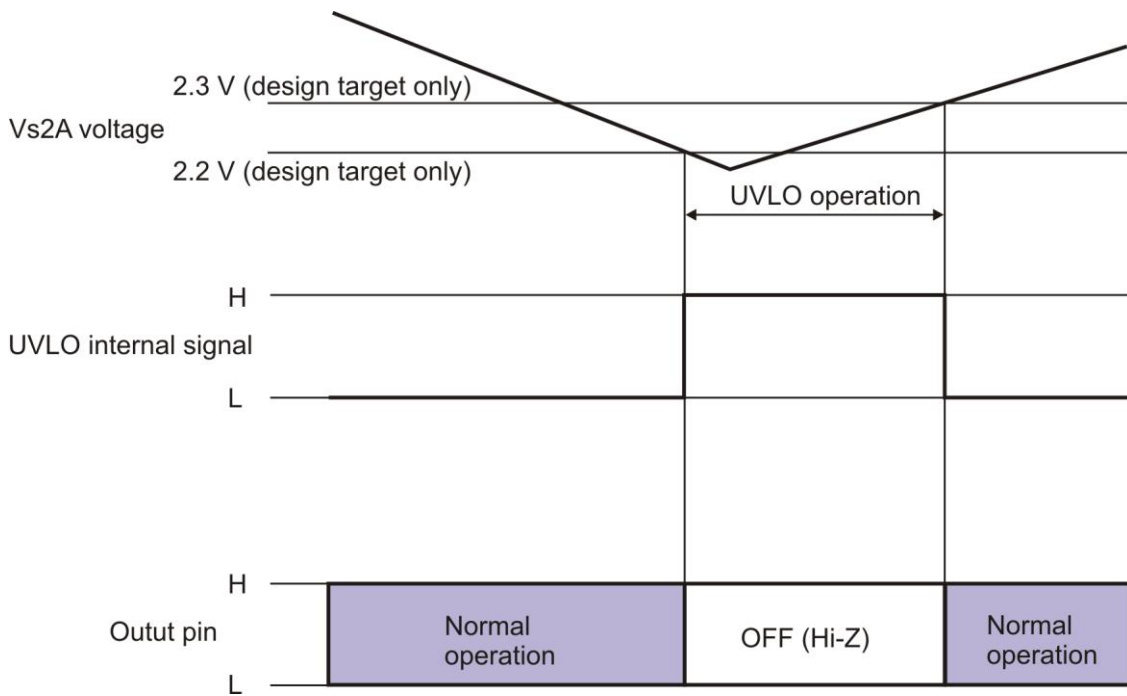 2.3 V (design target only)
Vs2A voltage
2.2 V (design target only)
UVLO operation
H
UVLO internal signal
L
H
Outut pin
Normal
operation
OFF (Hi-Z)
Normal
operation
L